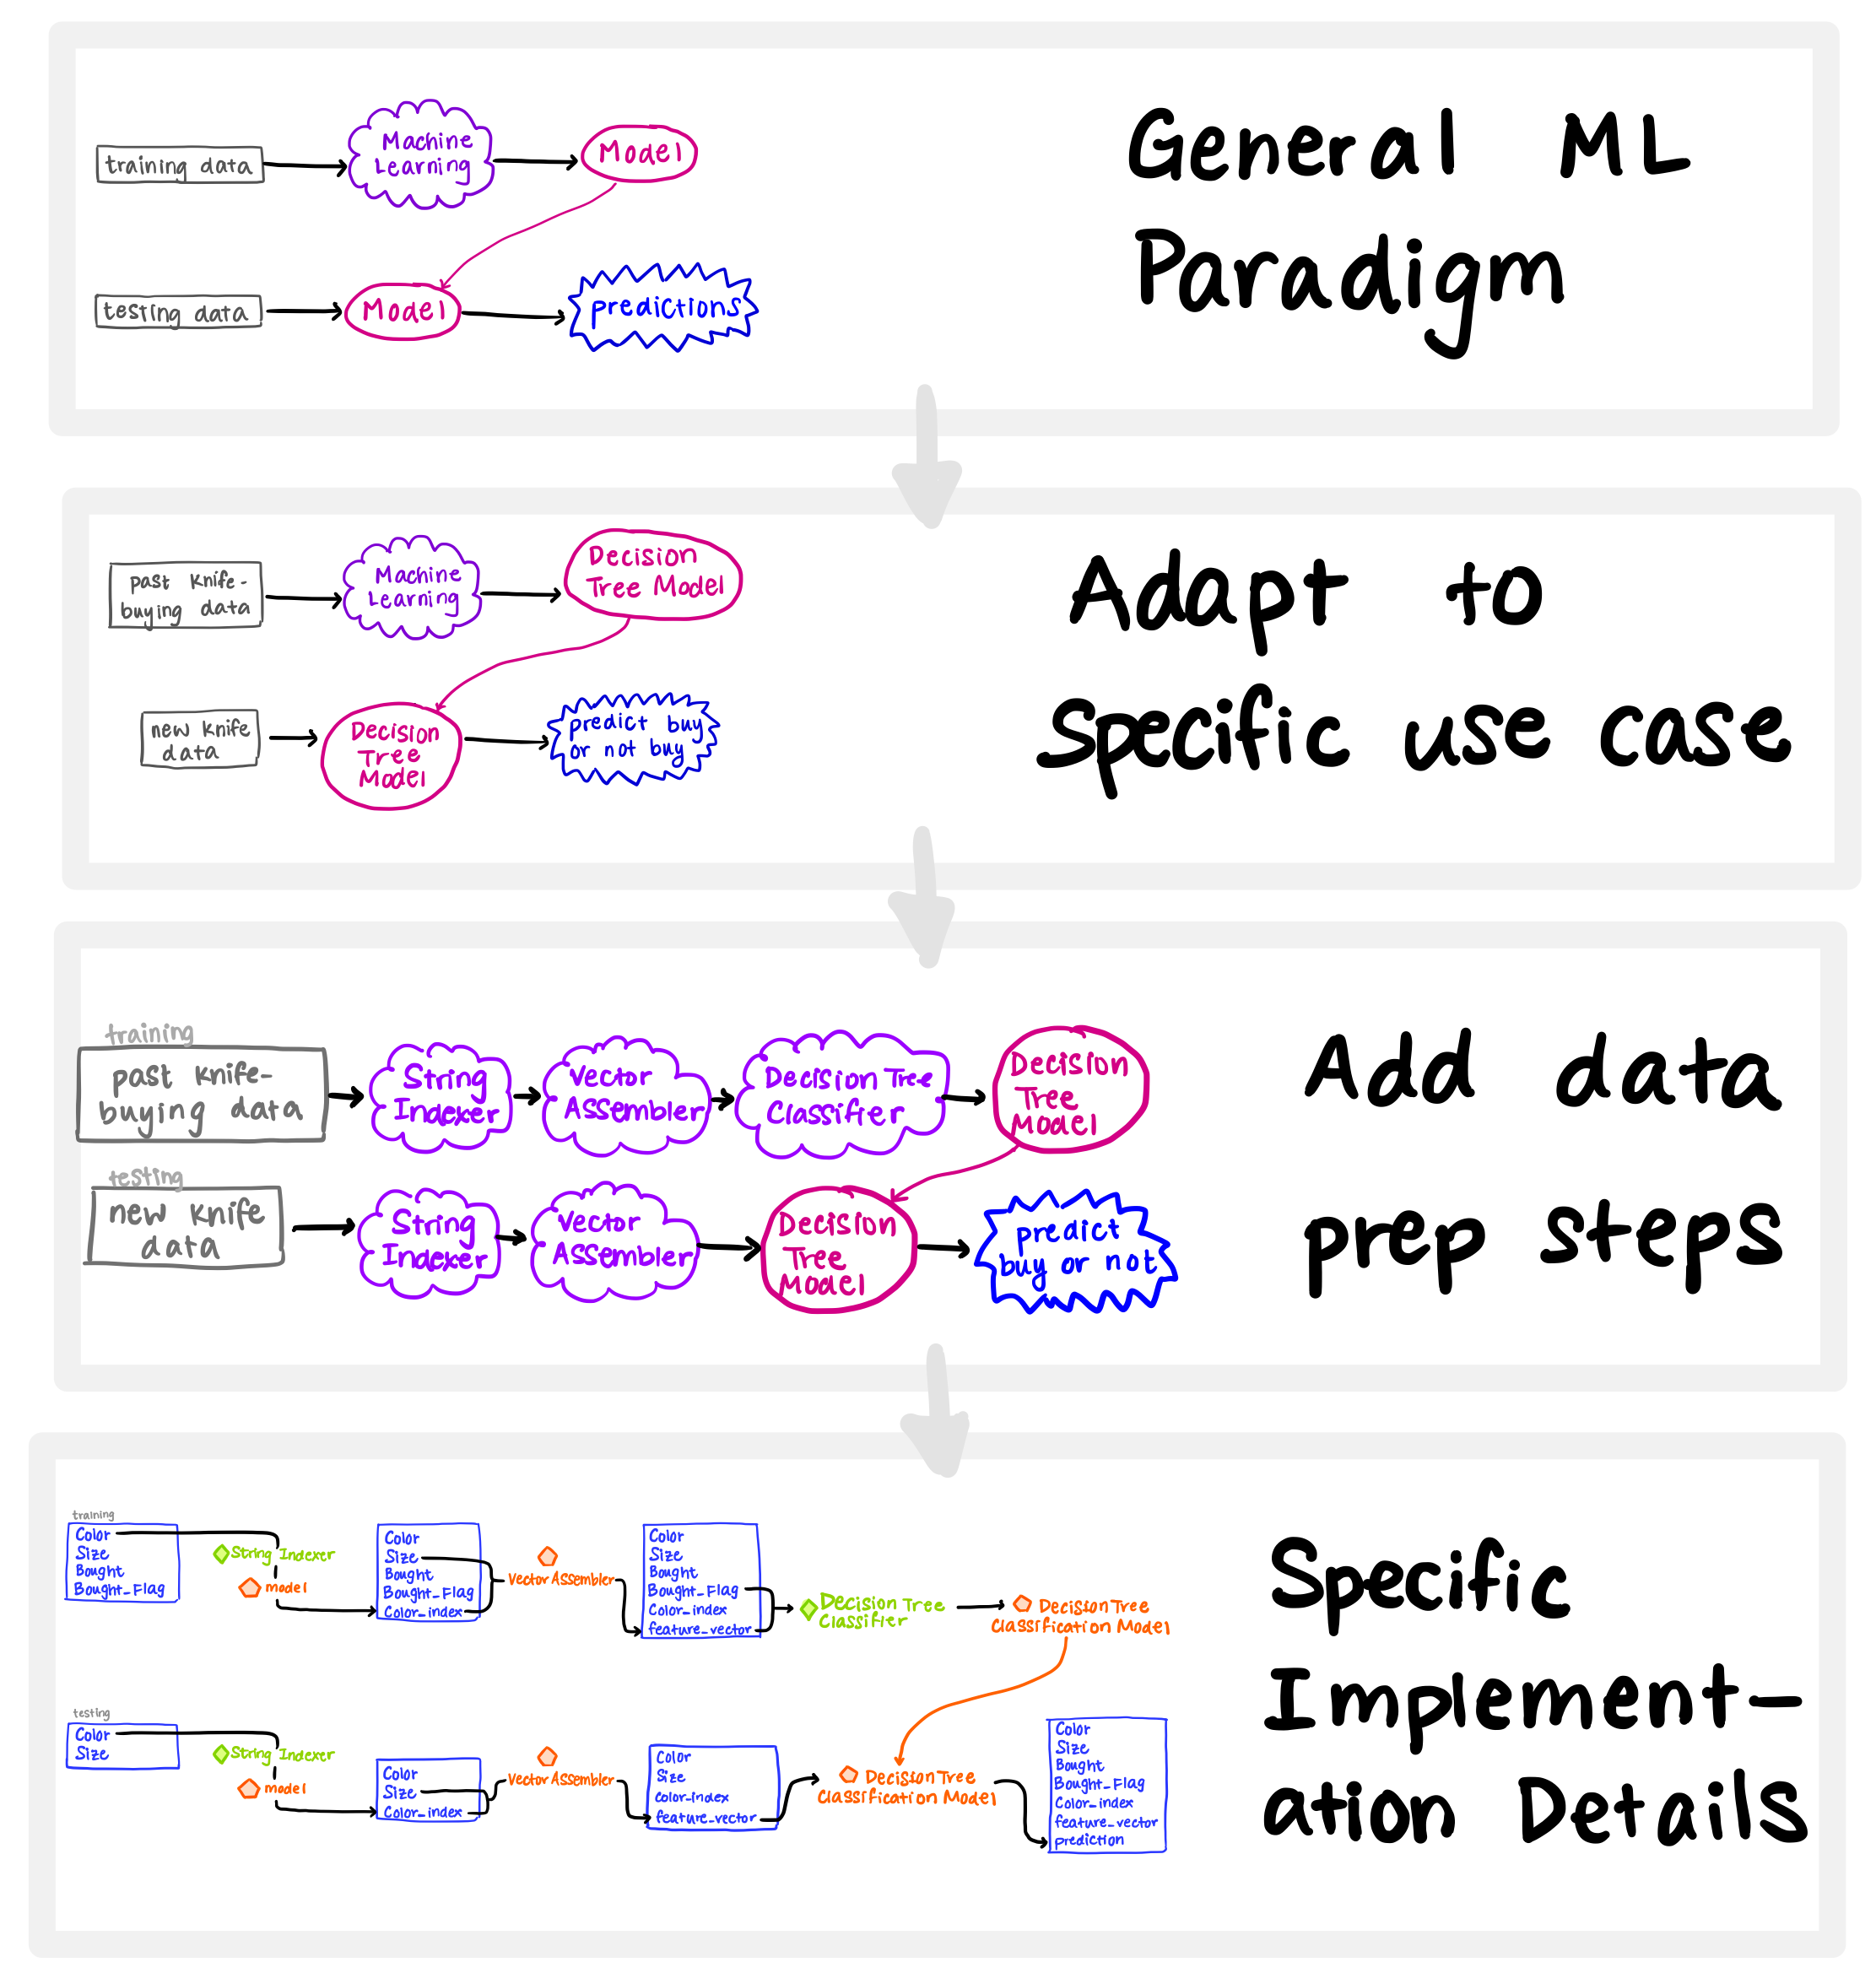 General ML
Paradigm
training data
Machine
Learning
Model
testing data
Model
predictions
Adapt to
Specific use case
past knife-
buying data
Machine
Learning
Decision
Tree Model
new knife
data
Decision
Tree
Model
predict buy
or not buy
Add data
prep steps
training
past knife-
buying data
String
Indexer
Vector
Assembler
Decision Tree
Classifier
Decision
Tree
Model
testing
new knife
data
String
Indexer
Vector
Assembler
Decision
Tree
Model
predict
buy or not
Specific
Implement-
ation Details
training
Color
Size
Bought
Bought_Flag
String Indexer
model
Color
Size
Bought
Bought_Flag
Color_index
Vector Assembler
Color
Size
Bought
Bought_Flag
Color_index
feature_vector
Decision Tree
Classifier
Decision Tree
Classification Model
testing
Color
Size
String Indexer
model
Color
Size
Color_index
Vector Assembler
Color
Size
Color_index
feature_vector
Decision Tree
Classification Model
Color
Size
Bought
Bought_Flag
Color_index
feature_vector
prediction